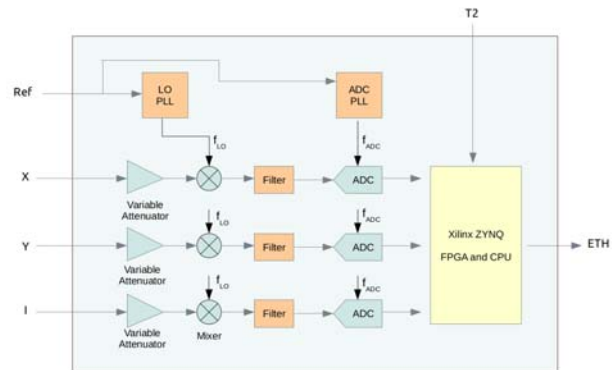 T2
Ref
LO
PLL
ADC
PLL
fLO
fADC
X
Filter
ADC
Variable
Attenuator
fLO
fADC
Xilinx ZYNQ
FPGA and CPU
Y
Filter
ADC
ETH
Variable
Attenuator
fLO
fADC
I
Filter
ADC
Variable
Attenuator
Mixer